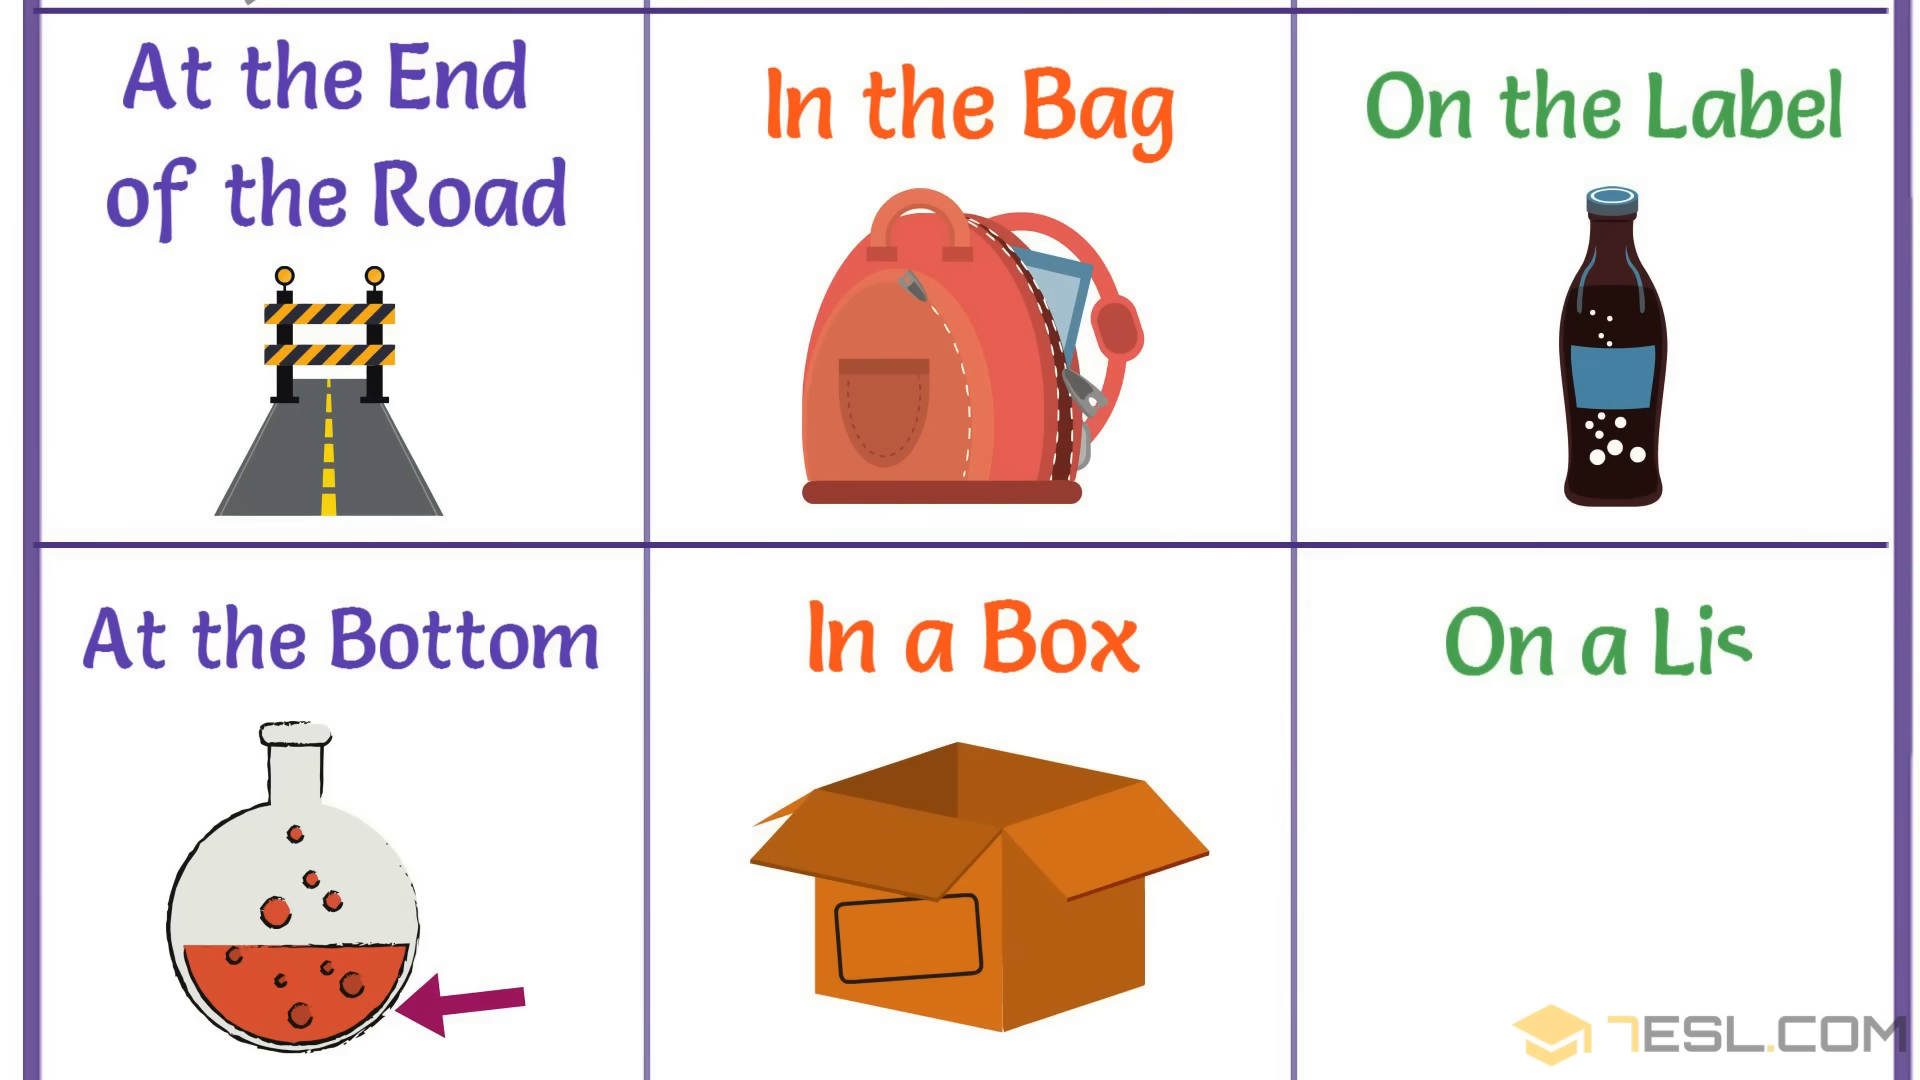 At the End
of the Road
In the Bag
On the Label
At the Bottom
In a Box
On a Lis
7ESL.COM